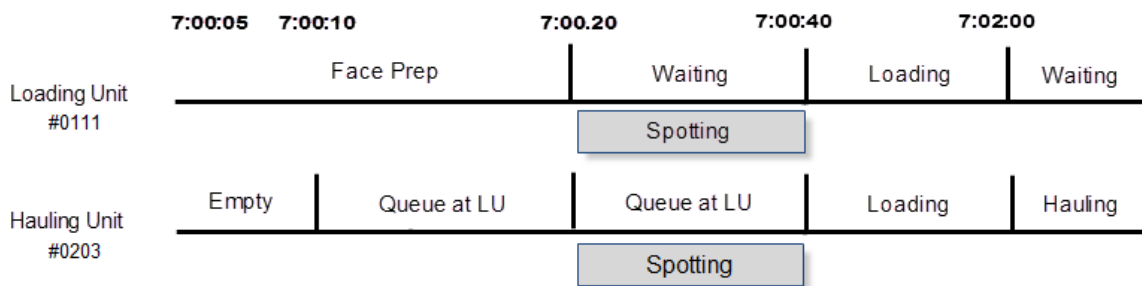 7:00:05 7:00:10 7:00.20 7:00:40 7:02:00
Face Prep Waiting Loading Waiting
Loading Unit
#0111
Spotting
Empty Queue at LU Queue at LU Loading Hauling
Hauling Unit
#0203
Spotting